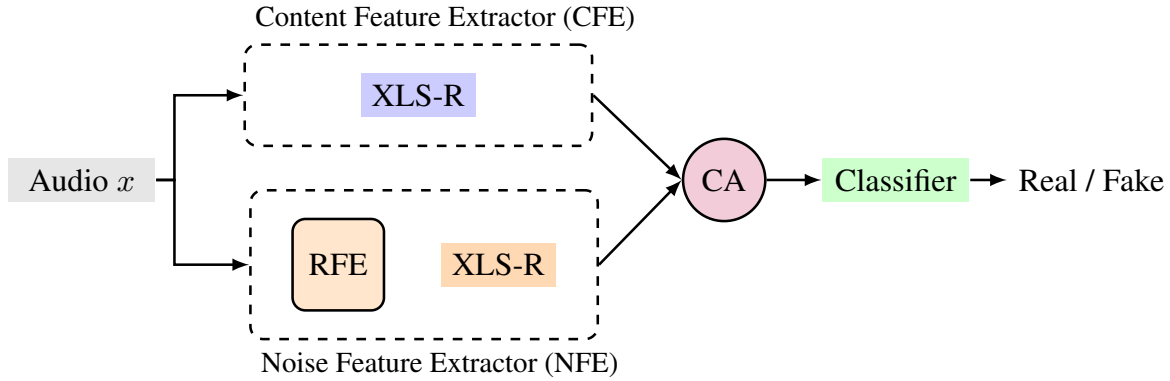 Content Feature Extractor (CFE)
XLS-R
Audio x
CA
Classifier
Real / Fake
RFE
XLS-R
Noise Feature Extractor (NFE)